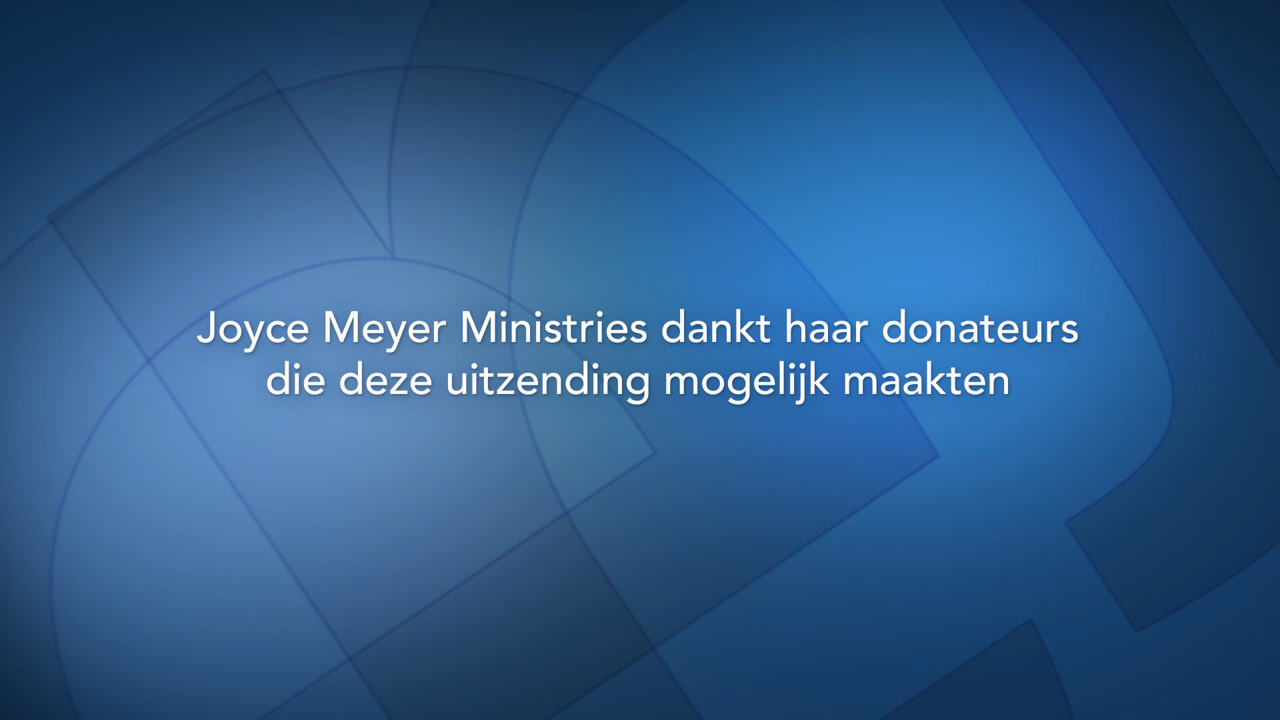 Joyce Meyer Ministries dankt haar donateurs
die deze uitzending mogelijk maakten